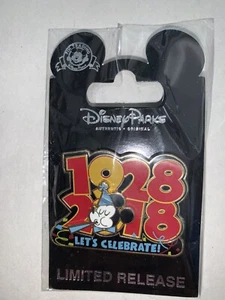 Disney Parks
AUTHENTIC • ORIGINAL
1928
2018
LET'S CELEBRATE!
LIMITED RELEASE